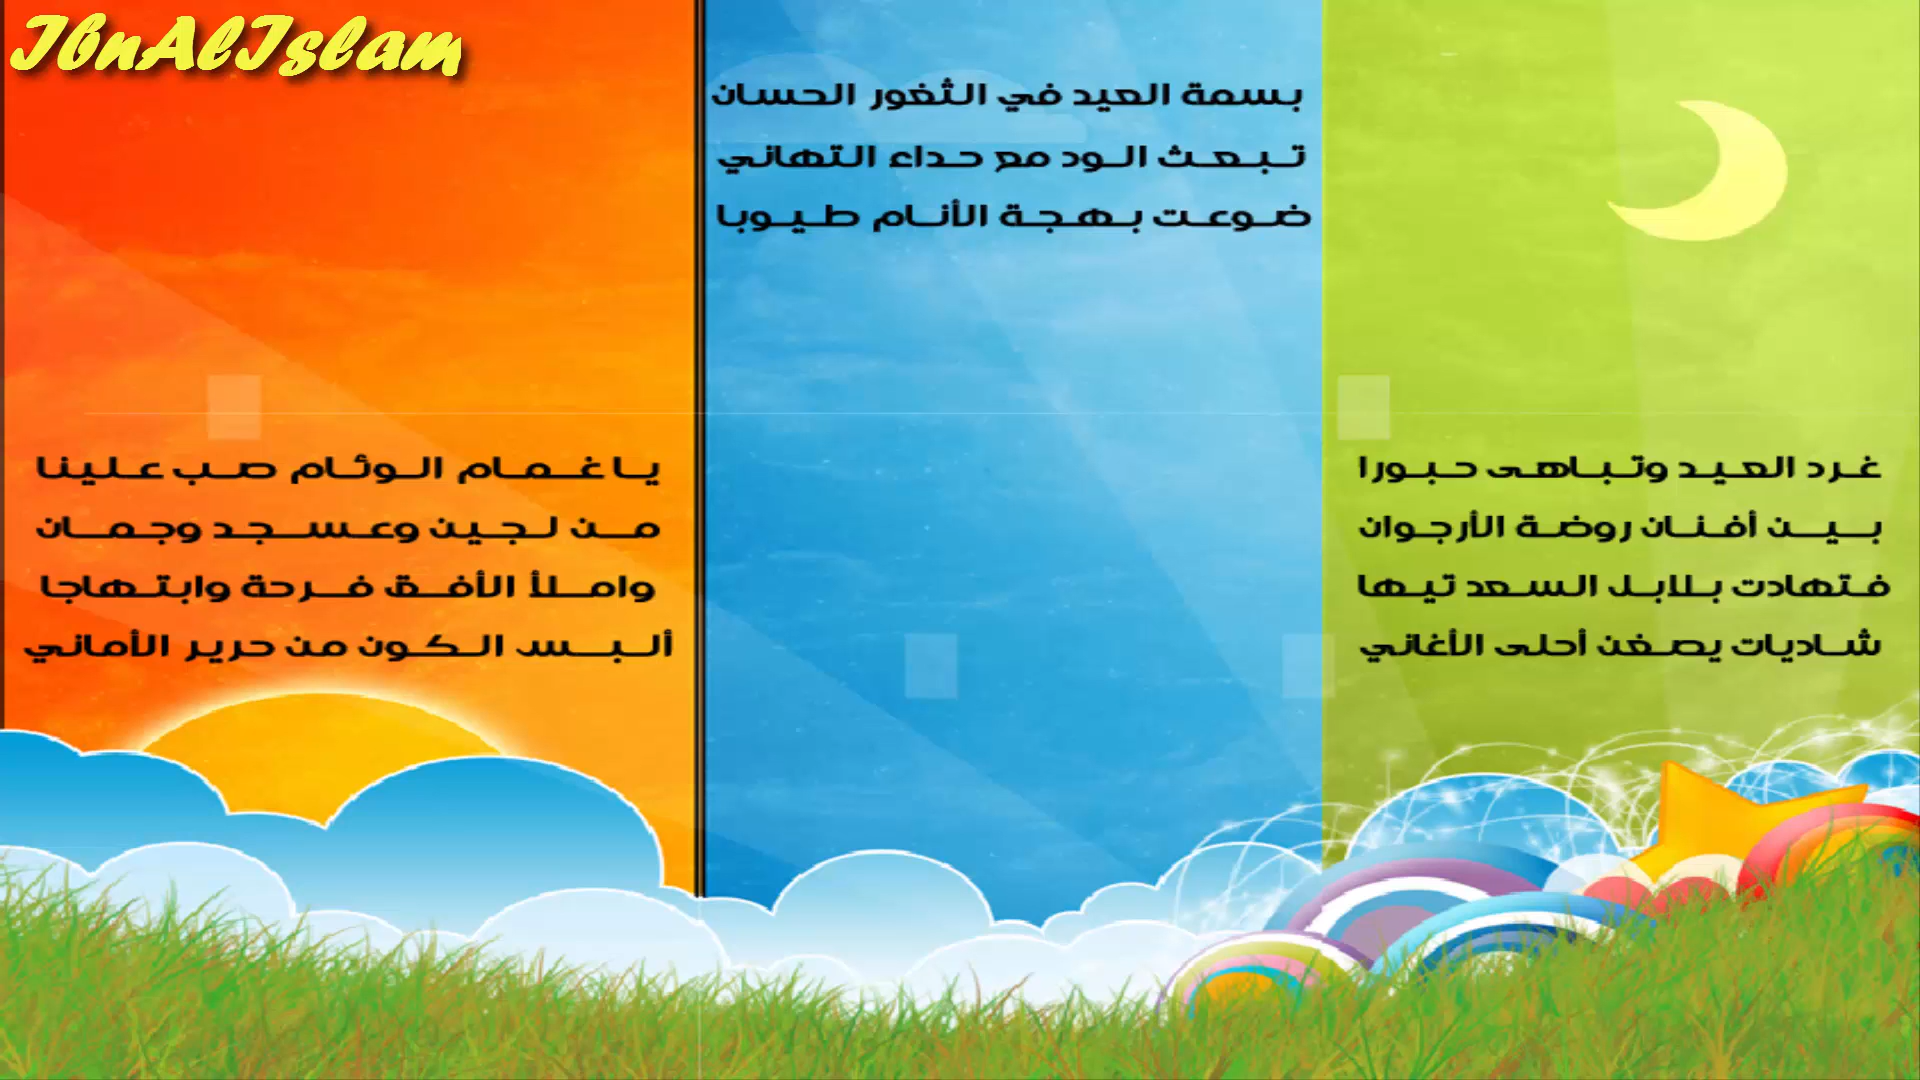 IbnAlIslam
بسمة العيد في الثغور الحسان
تبعث الود مع حداء التهاني
ضوعت بهجة الأنام طيوبا
غرد العيد وتباهى حبورا
بين أفنان روضة الأرجوان
فتهادت بلابل السعد تيها
شاديات يصغن أحلى الأغاني
يا غمام الوئام صب علينا
من لجين وعسجد وجمان
واملأ الأفق فرحة وابتهاجا
ألبس الكون من حرير الأماني